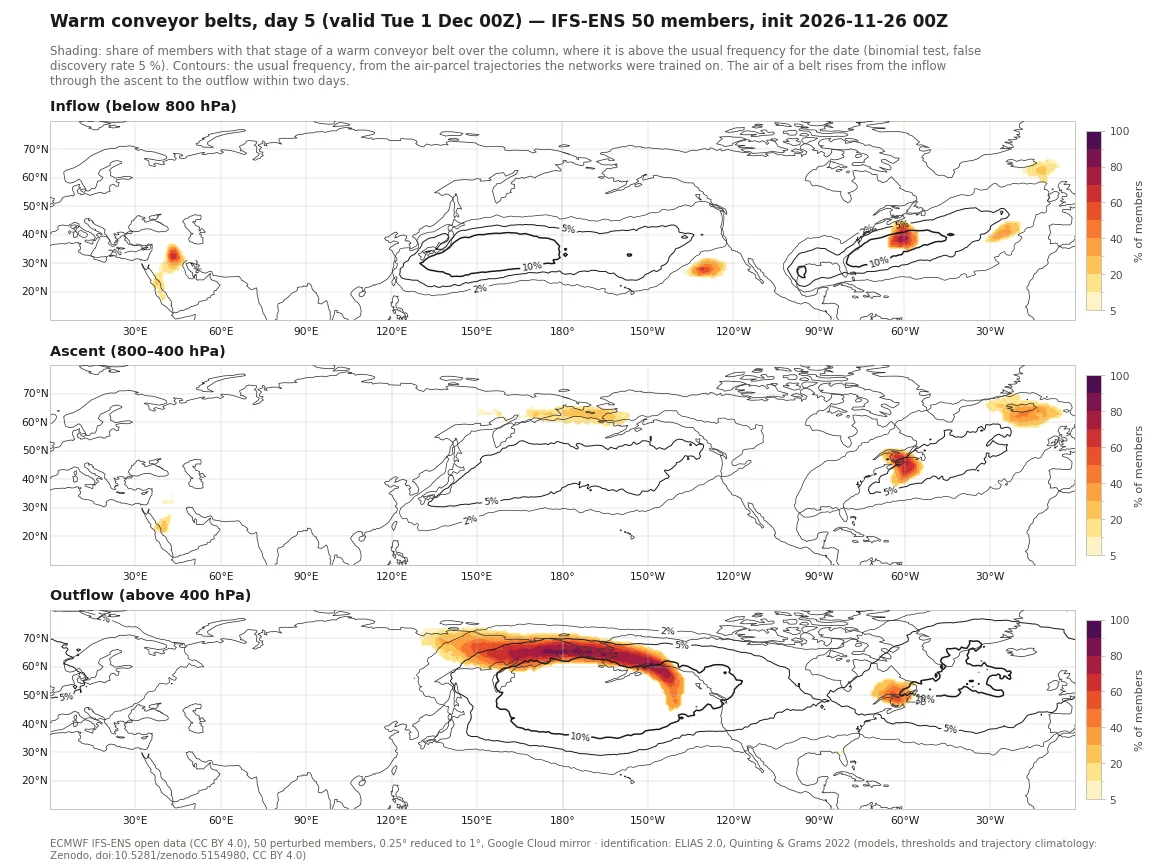 Warm conveyor belts, day 5 (valid Tue 1 Dec 00Z) — IFS-ENS 50 members, init 2026-11-26 00Z
Shading: share of members with that stage of a warm conveyor belt over the column, where it is above the usual frequency for the date (binomial test, false
discovery rate 5 %). Contours: the usual frequency, from the air-parcel trajectories the networks were trained on. The air of a belt rises from the inflow
through the ascent to the outflow within two days.
Inflow (below 800 hPa)
70°N
60°N
50°N
40°N
30°N
20°N
5%
10%
2%
10%
5%
30°E 60°E 90°E 120°E 150°E 180° 150°W 120°W 90°W 60°W 30°W
100
80
60
40
20
5
% of members
Ascent (800–400 hPa)
70°N
60°N
50°N
40°N
30°N
20°N
5%
2%
5%
30°E 60°E 90°E 120°E 150°E 180° 150°W 120°W 90°W 60°W 30°W
100
80
60
40
20
5
% of members
Outflow (above 400 hPa)
70°N
60°N
50°N
40°N
30°N
20°N
2%
5%
2%
5%
10%
10%
5%
30°E 60°E 90°E 120°E 150°E 180° 150°W 120°W 90°W 60°W 30°W
100
80
60
40
20
5
% of members
ECMWF IFS-ENS open data (CC BY 4.0), 50 perturbed members, 0.25° reduced to 1°, Google Cloud mirror · identification: ELIAS 2.0, Quinting & Grams 2022 (models, thresholds and trajectory climatology:
Zenodo, doi:10.5281/zenodo.5154980, CC BY 4.0)